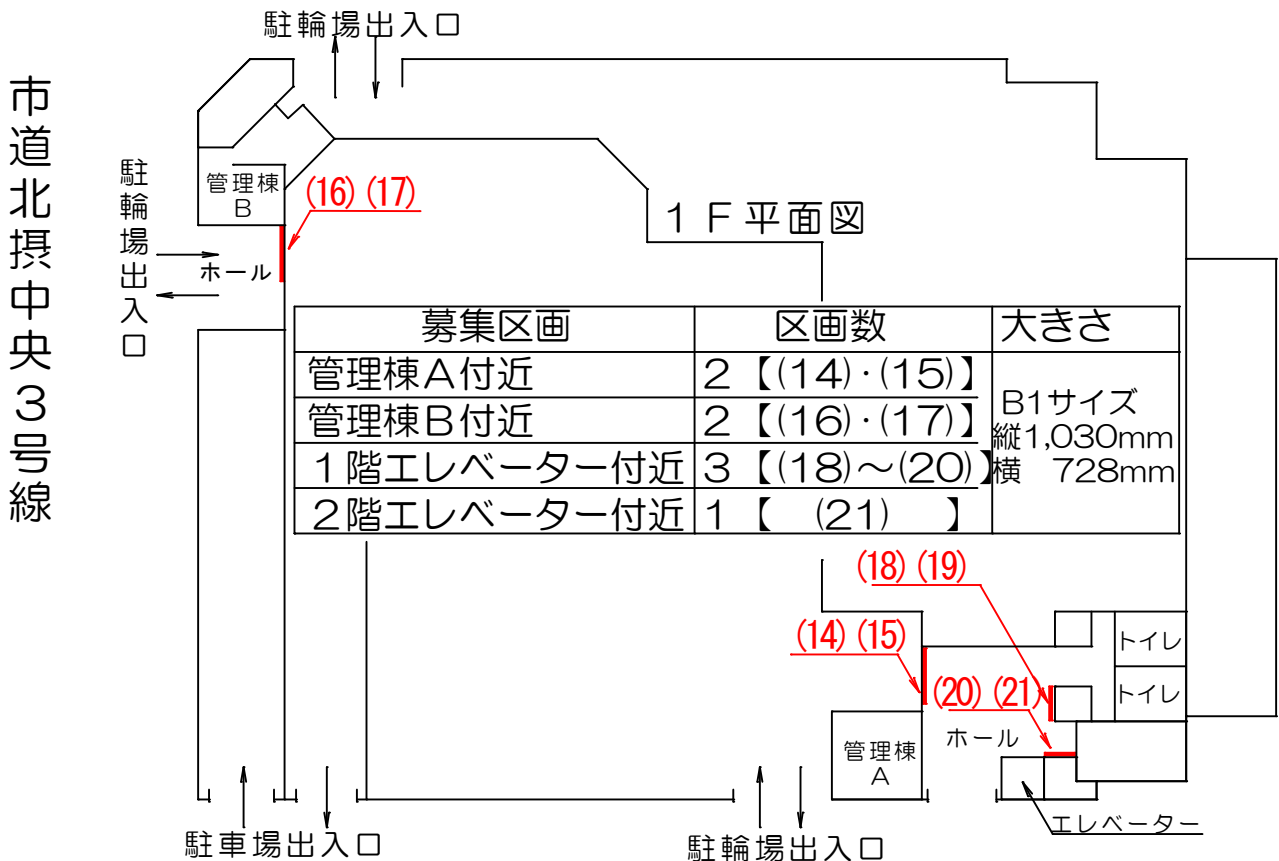 駐輪場出入口
市道北摂中央3号線
駐輪場出入口
管理棟
B
(16) (17)
1F平面図
ホール
募集区画 区画数 大きさ
管理棟A付近 2【(14)・(15)】
管理棟B付近 2【(16)・(17)】
1階エレベーター付近 3【(18)～(20)】
2階エレベーター付近 1【 (21) 】
B1サイズ
縦1,030mm
横 728mm
(18) (19)
(14) (15)
トイレ
トイレ
(20) (21)
ホール
管理棟
A
エレベーター
駐車場出入口
駐輪場出入口